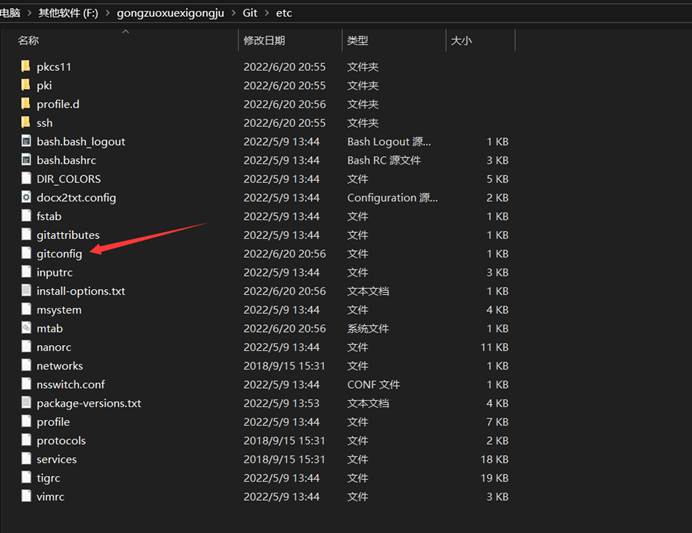 电脑 › 其他软件 (F:) › gongzuoxuexigongju › Git › etc
名称 修改日期 类型 大小
pkcs11 2022/6/20 20:55 文件夹
pki 2022/6/20 20:55 文件夹
profile.d 2022/6/20 20:56 文件夹
ssh 2022/6/20 20:55 文件夹
bash.bash_logout 2022/5/9 13:44 Bash Logout 源... 1 KB
bash.bashrc 2022/5/9 13:44 Bash RC 源文件 3 KB
DIR_COLORS 2022/5/9 13:44 文件 5 KB
docx2txt.config 2022/5/9 13:44 Configuration 源... 2 KB
fstab 2022/5/9 13:44 文件 1 KB
gitattributes 2022/5/9 13:44 文件 1 KB
gitconfig 2022/6/20 20:56 文件 1 KB
inputrc 2022/5/9 13:44 文件 3 KB
install-options.txt 2022/6/20 20:56 文本文档 1 KB
msystem 2022/5/9 13:44 文件 4 KB
mtab 2022/6/20 20:56 系统文件 1 KB
nanorc 2022/5/9 13:44 文件 11 KB
networks 2018/9/15 15:31 文件 1 KB
nsswitch.conf 2022/5/9 13:44 CONF 文件 1 KB
package-versions.txt 2022/5/9 13:53 文本文档 4 KB
profile 2022/5/9 13:44 文件 7 KB
protocols 2018/9/15 15:31 文件 2 KB
services 2018/9/15 15:31 文件 18 KB
tigrc 2022/5/9 13:44 文件 19 KB
vimrc 2022/5/9 13:44 文件 3 KB